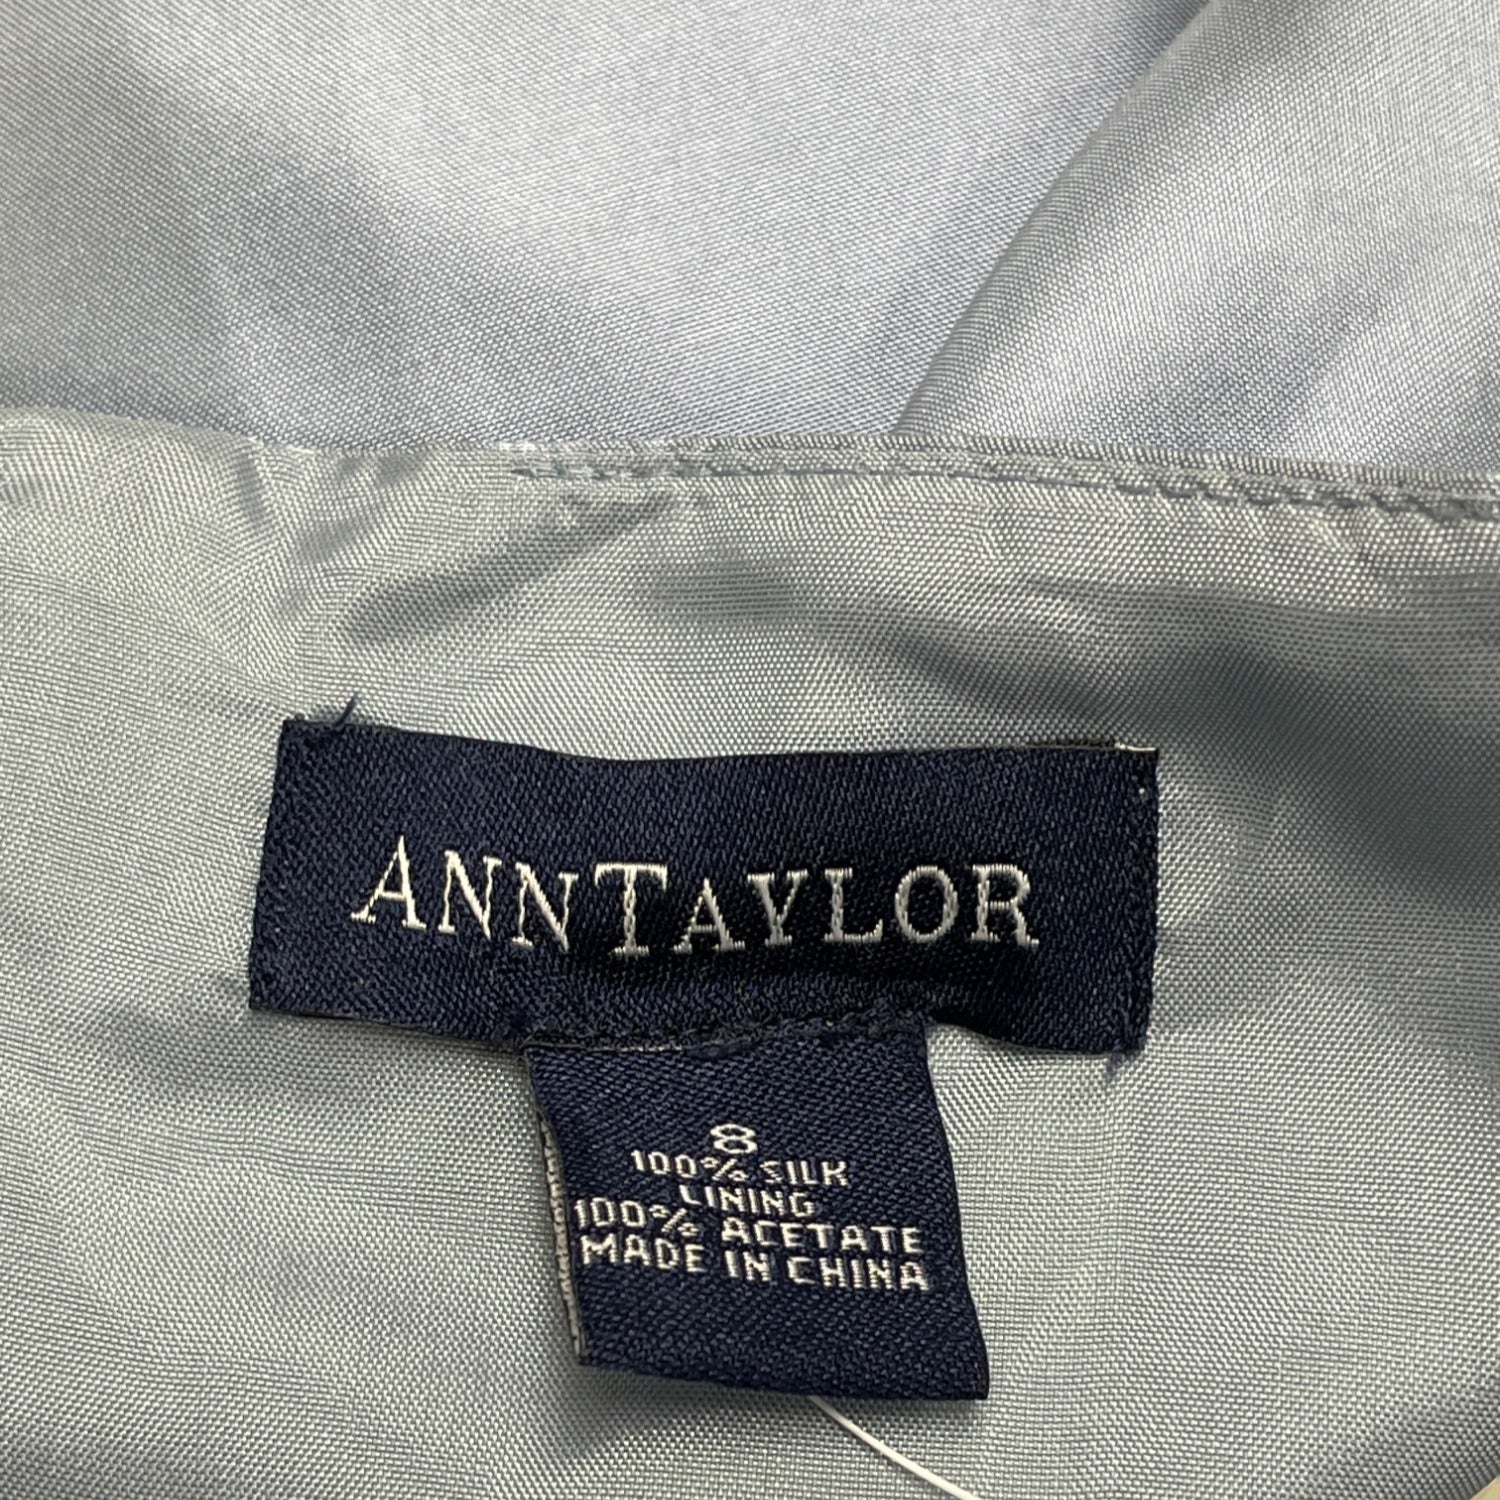 ANNTAYLOR
8
100% SILK
LINING
100% ACETATE
MADE IN CHINA